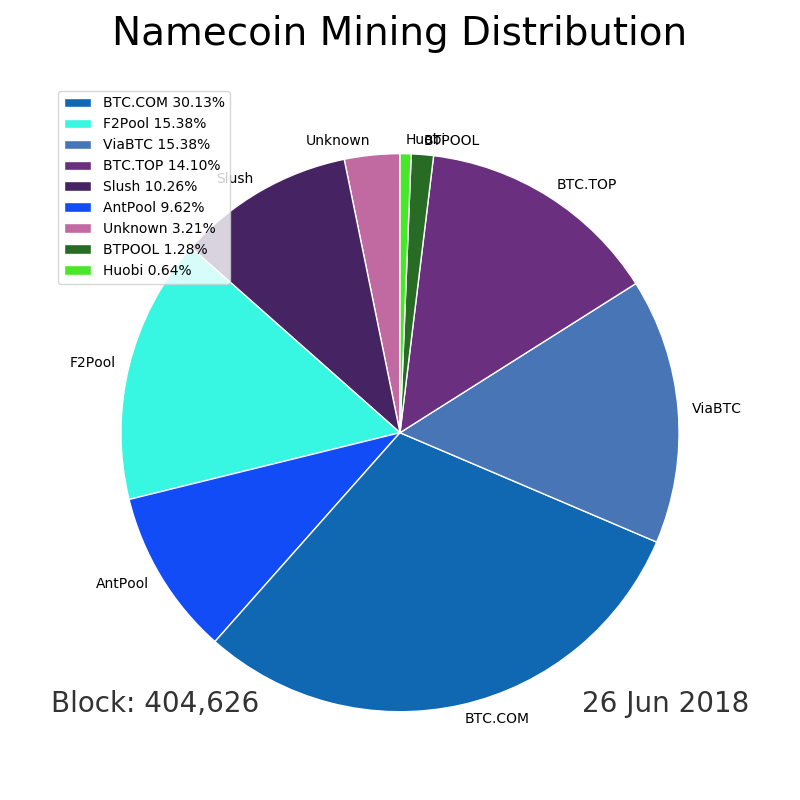 Namecoin Mining Distribution
BTC.COM 30.13%
F2Pool 15.38%
ViaBTC 15.38%
BTC.TOP 14.10%
Slush 10.26%
AntPool 9.62%
Unknown 3.21%
BTPOOL 1.28%
Huobi 0.64%
Unknown
Huobi
BTPOOL
Slush
BTC.TOP
F2Pool
ViaBTC
AntPool
Block: 404,626
26 Jun 2018
BTC.COM